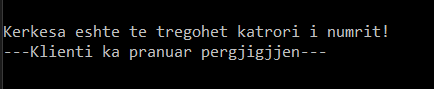 Kerkesa eshte te tregohet katrori i numrit!
---Klienti ka pranuar pergjigjjen---